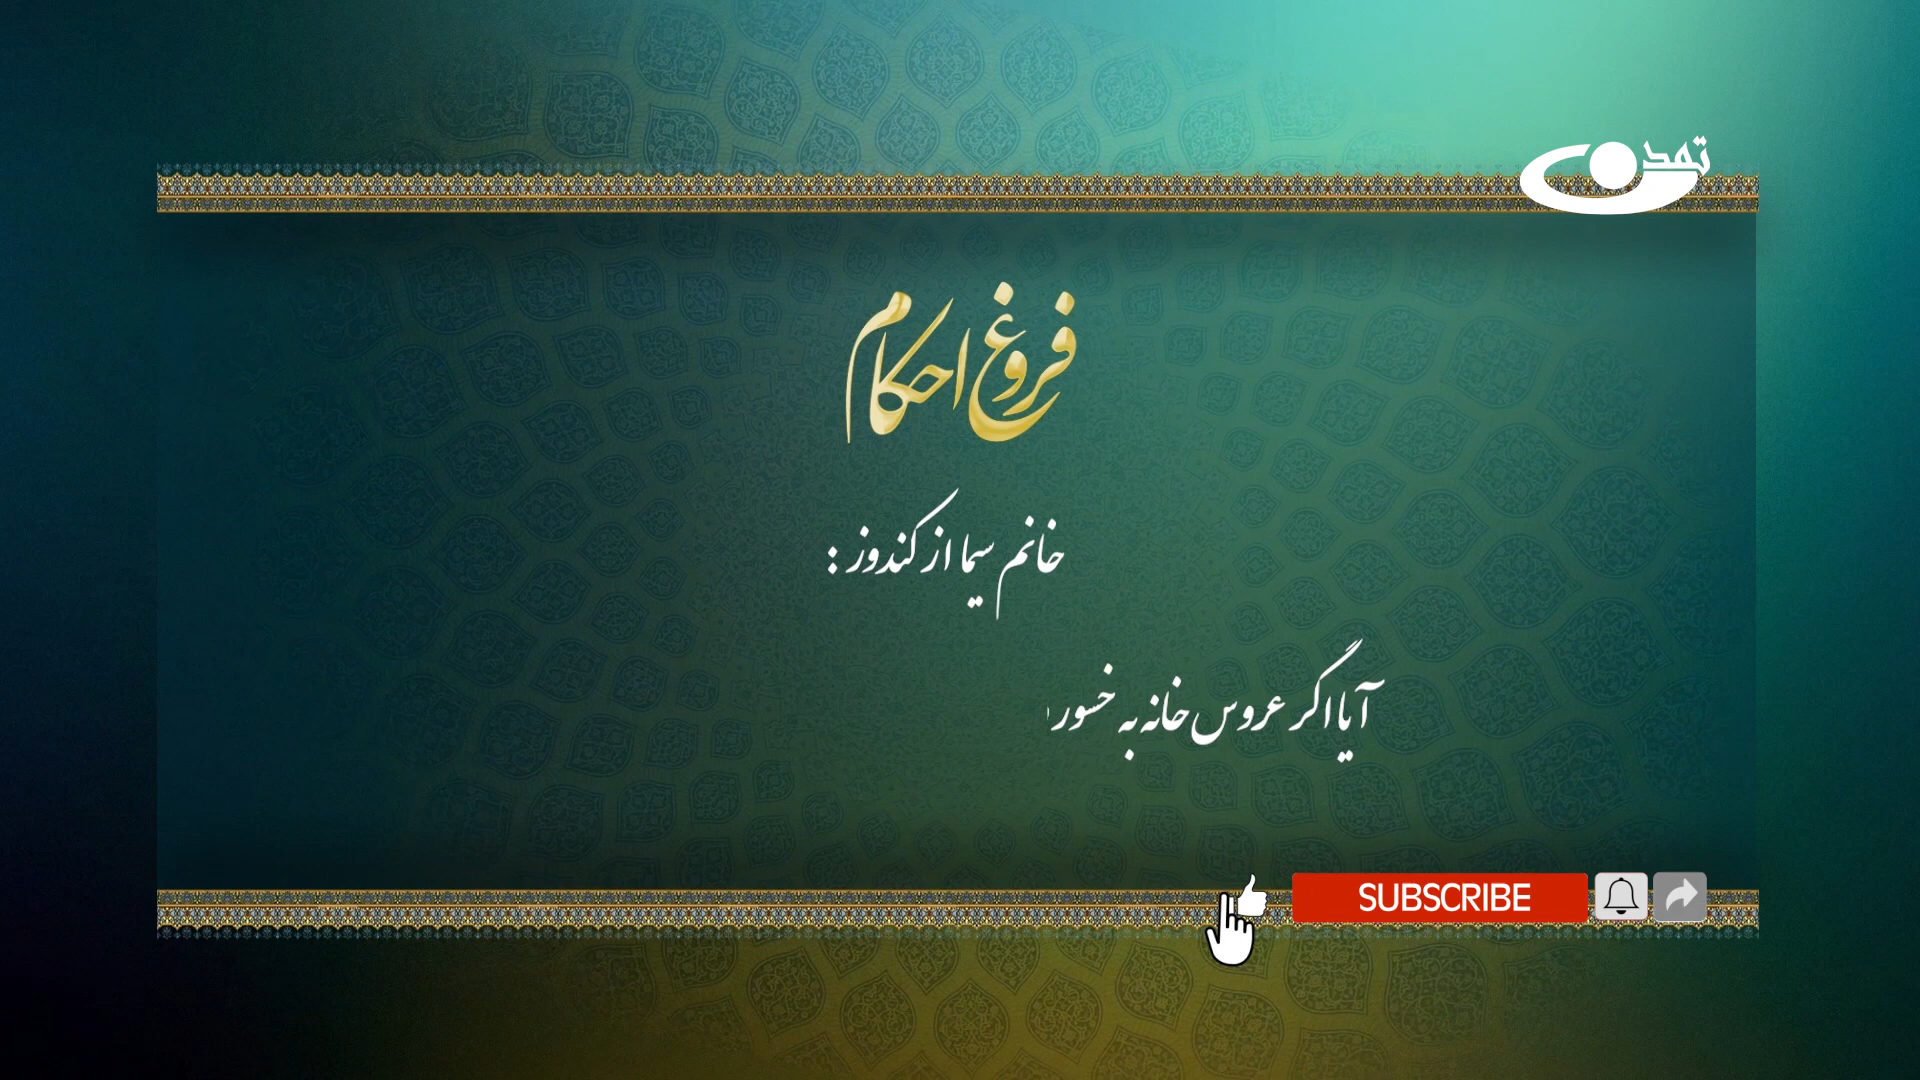 تمدن
فروغ احکام
خانم سیما از کندوز :
آیا اگر عروس خانه به خسور
SUBSCRIBE